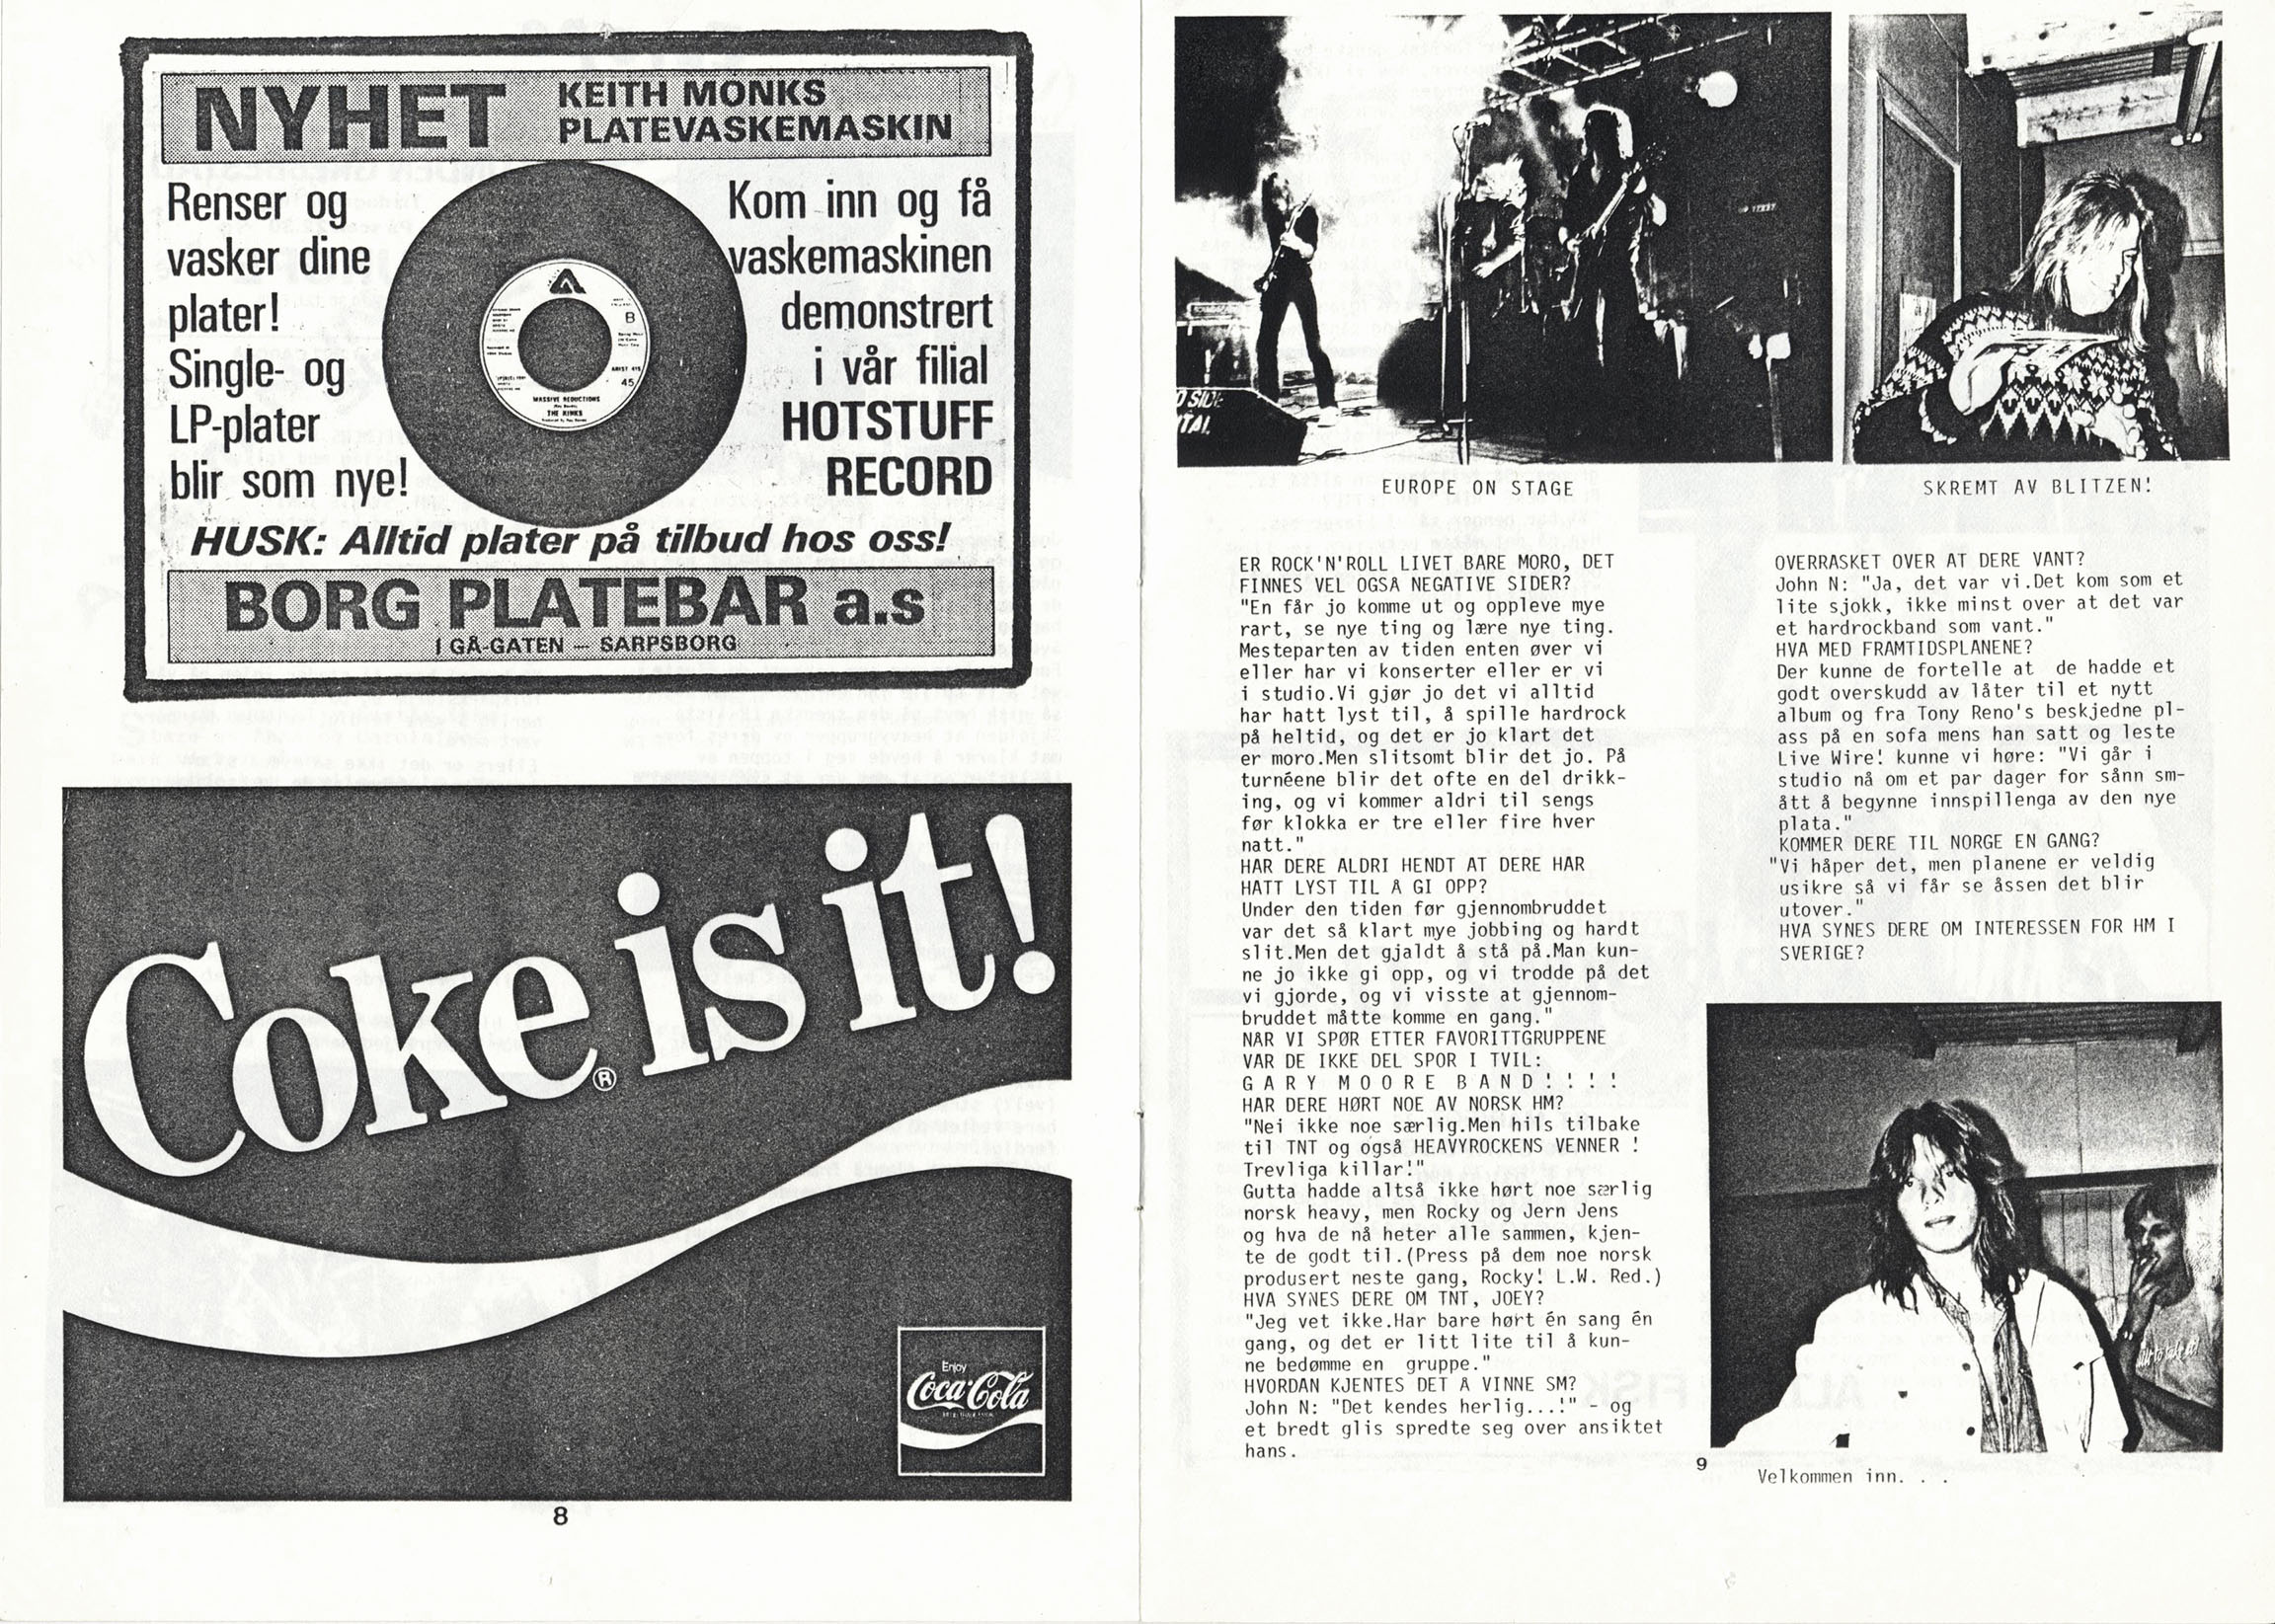 NYHET
KEITH MONKS
PLATEVASKEMASKIN
Renser og
vasker dine
plater!
Single- og
LP-plater
blir som nye!
B
ARIST 415
45
MASSIVE REDUCTIONS
THE KINKS
Kom inn og få
vaskemaskinen
demonstrert
i vår filial
HOTSTUFF
RECORD
HUSK: Alltid plater på tilbud hos oss!
BORG PLATEBAR a.s
I GÅ-GATEN — SARPSBORG
Coke is it!
®
Enjoy
Coca-Cola
8
EUROPE ON STAGE
SKREMT AV BLITZEN!
ER ROCK'N'ROLL LIVET BARE MORO, DET
FINNES VEL OGSA NEGATIVE SIDER?
"En får jo komme ut og oppleve mye
rart, se nye ting og lære nye ting.
Mesteparten av tiden enten øver vi
eller har vi konserter eller er vi
i studio.Vi gjør jo det vi alltid
har hatt lyst til, å spille hardrock
på heltid, og det er jo klart det
er moro.Men slitsomt blir det jo. På
turnéene blir det ofte en del drikk-
ing, og vi kommer aldri til sengs
før klokka er tre eller fire hver
natt."
HAR DERE ALDRI HENDT AT DERE HAR
HATT LYST TIL A GI OPP?
Under den tiden før gjennombruddet
var det så klart mye jobbing og hardt
slit.Men det gjaldt å stå på.Man kun-
ne jo ikke gi opp, og vi trodde på det
vi gjorde, og vi visste at gjennom-
bruddet måtte komme en gang."
NAR VI SPØR ETTER FAVORITTGRUPPENE
VAR DE IKKE DEL SPOR I TVIL:
G A R Y  M O O R E  B A N D ! ! ! !
HAR DERE HØRT NOE AV NORSK HM?
"Nei ikke noe særlig.Men hils tilbake
til TNT og også HEAVYROCKENS VENNER !
Trevliga killar!"
Gutta hadde altså ikke hørt noe særlig
norsk heavy, men Rocky og Jern Jens
og hva de nå heter alle sammen, kjen-
te de godt til.(Press på dem noe norsk
produsert neste gang, Rocky! L.W. Red.)
HVA SYNES DERE OM TNT, JOEY?
"Jeg vet ikke.Har bare hørt én sang én
gang, og det er litt lite til å kun-
ne bedømme en  gruppe."
HVORDAN KJENTES DET A VINNE SM?
John N: "Det kendes herlig...!" - og
et bredt glis spredte seg over ansiktet
hans.
OVERRASKET OVER AT DERE VANT?
John N: "Ja, det var vi.Det kom som et
lite sjokk, ikke minst over at det var
et hardrockband som vant."
HVA MED FRAMTIDSPLANENE?
Der kunne de fortelle at  de hadde et
godt overskudd av låter til et nytt
album og fra Tony Reno's beskjedne pl-
ass på en sofa mens han satt og leste
Live Wire! kunne vi høre: "Vi går i
studio nå om et par dager for sånn sm-
ått å begynne innspillenga av den nye
plata."
KOMMER DERE TIL NORGE EN GANG?
"Vi håper det, men planene er veldig
usikre så vi får se åssen det blir
utover."
HVA SYNES DERE OM INTERESSEN FOR HM I
SVERIGE?
9
Velkommen inn. . .